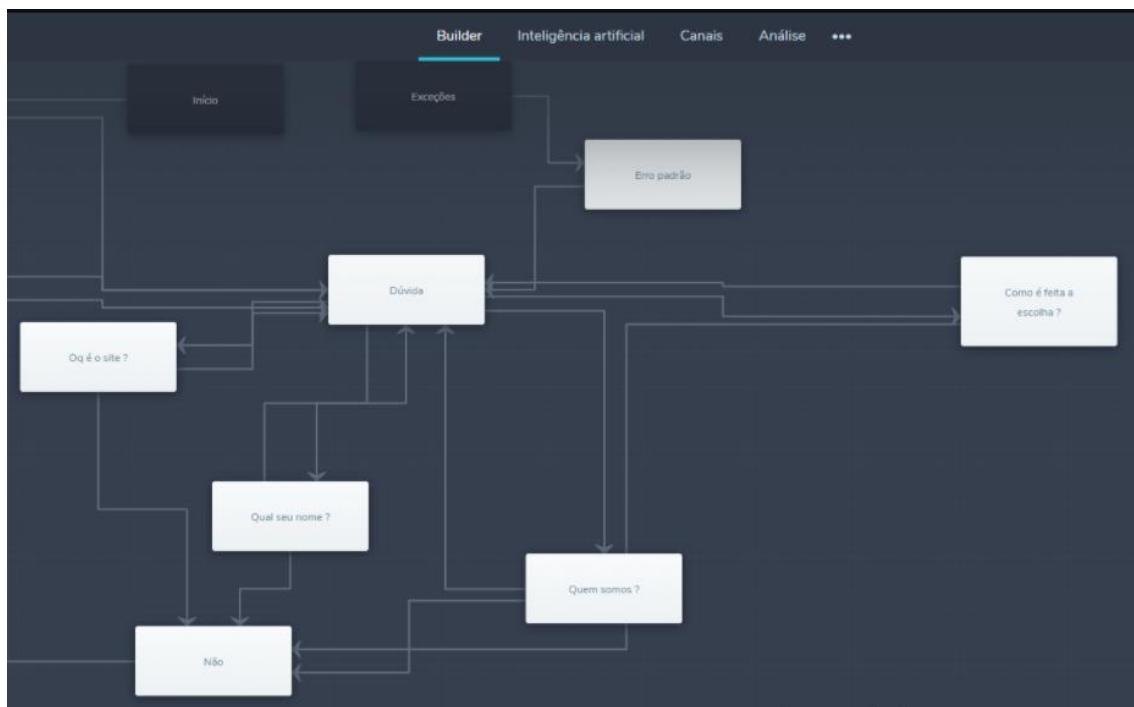 Builder Inteligência artificial Canais Análise •••
Início
Exceções
Erro padrão
Dúvida
Como é feita a
escolha ?
Oq é o site ?
Qual seu nome ?
Quem somos ?
Não